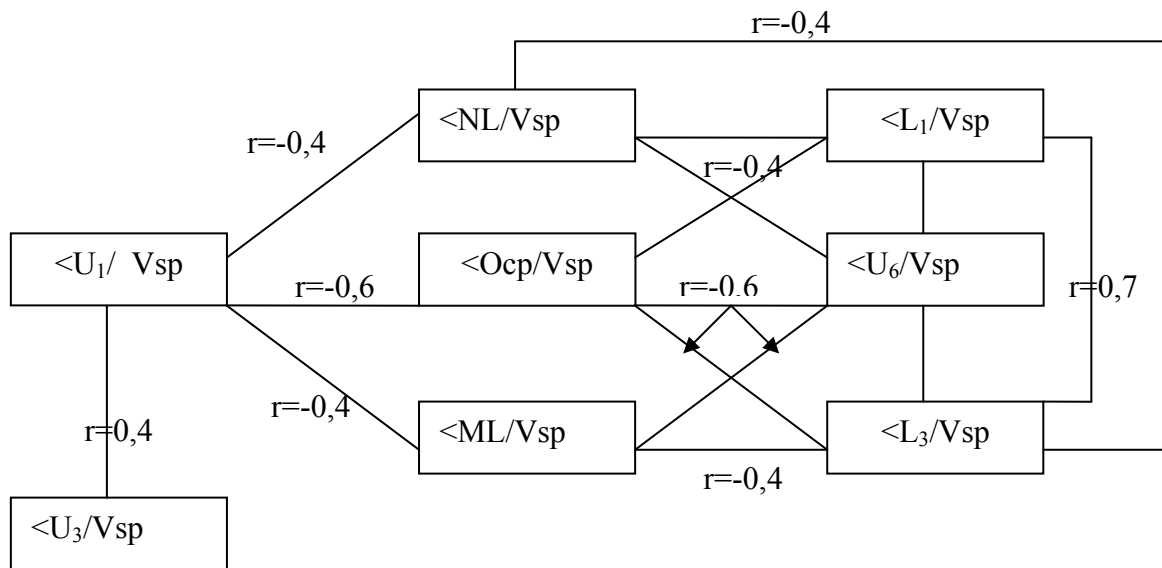 r=-0,4
<NL/Vsp
<L₁/Vsp
r=-0,4
r=-0,4
<U₁/ Vsp
<Ocp/Vsp
<U₆/Vsp
r=-0,6
r=-0,6
r=0,7
r=-0,4
<ML/Vsp
<L₃/Vsp
r=0,4
r=-0,4
<U₃/Vsp